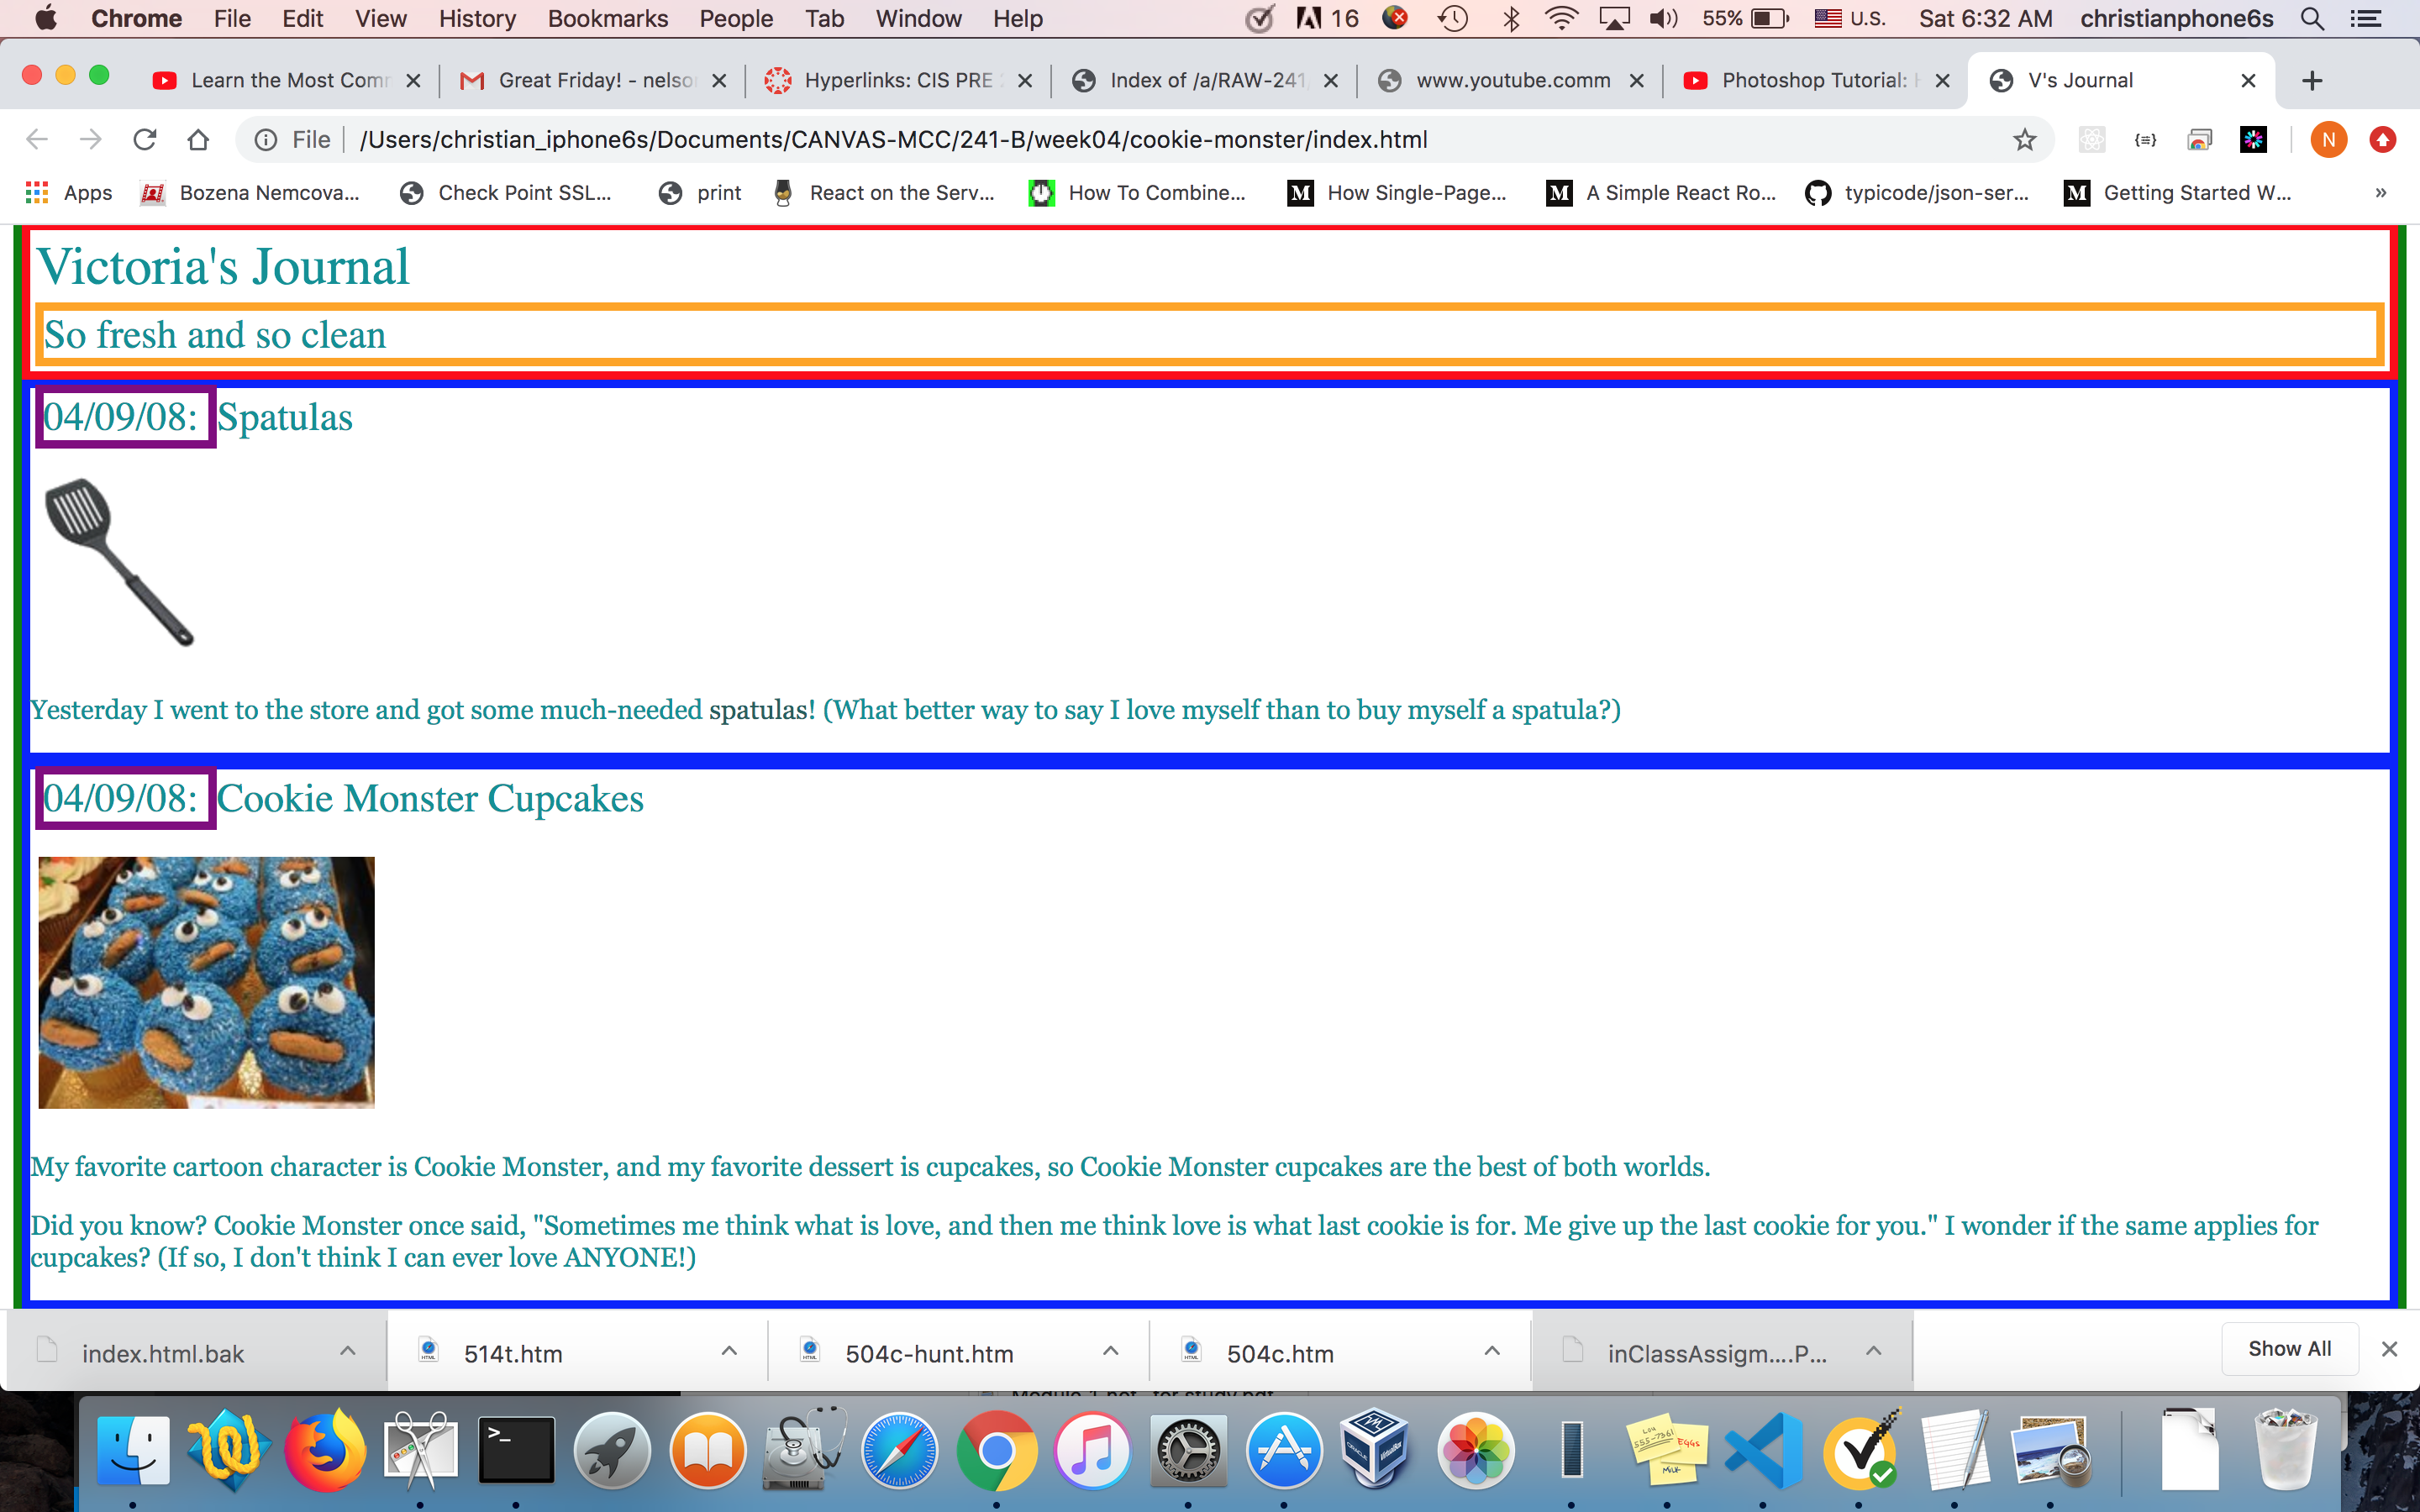 Chrome File Edit View History Bookmarks People Tab Window Help 16 55% U.S. Sat 6:32 AM christianphone6s
Learn the Most Com Great Friday! - nelso Hyperlinks: CIS PRE Index of /a/RAW-241 www.youtube.comm Photoshop Tutorial: V's Journal
File /Users/christian_iphone6s/Documents/CANVAS-MCC/241-B/week04/cookie-monster/index.html N
Apps Bozena Nemcova... Check Point SSL... print React on the Serv... How To Combine... M How Single-Page... M A Simple React Ro... typicode/json-ser... M Getting Started W... »
Victoria's Journal
So fresh and so clean
04/09/08: Spatulas
Yesterday I went to the store and got some much-needed spatulas! (What better way to say I love myself than to buy myself a spatula?)
04/09/08: Cookie Monster Cupcakes
My favorite cartoon character is Cookie Monster, and my favorite dessert is cupcakes, so Cookie Monster cupcakes are the best of both worlds.
Did you know? Cookie Monster once said, "Sometimes me think what is love, and then me think love is what last cookie is for. Me give up the last cookie for you." I wonder if the same applies for
cupcakes? (If so, I don't think I can ever love ANYONE!)
index.html.bak 514t.htm 504c-hunt.htm 504c.htm inClassAssigm....P... Show All